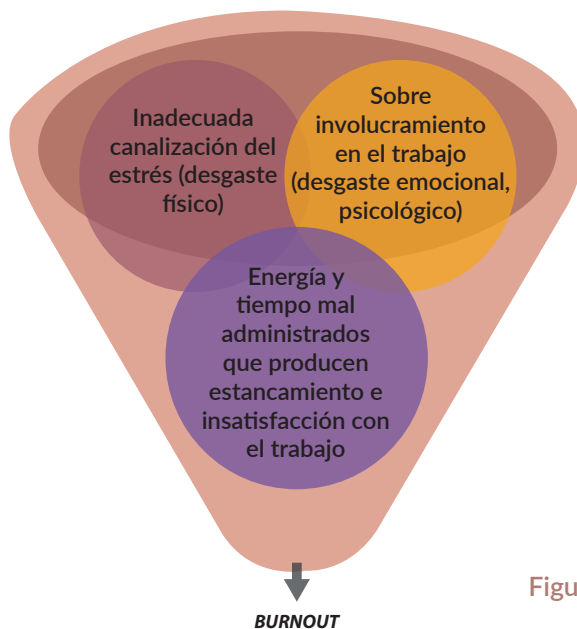 Inadecuada
canalización del
estrés (desgaste
físico)
Sobre
involucramiento
en el trabajo
(desgaste emocional,
psicológico)
Energía y
tiempo mal
administrados
que producen
estancamiento e
insatisfacción con
el trabajo
BURNOUT
Figu